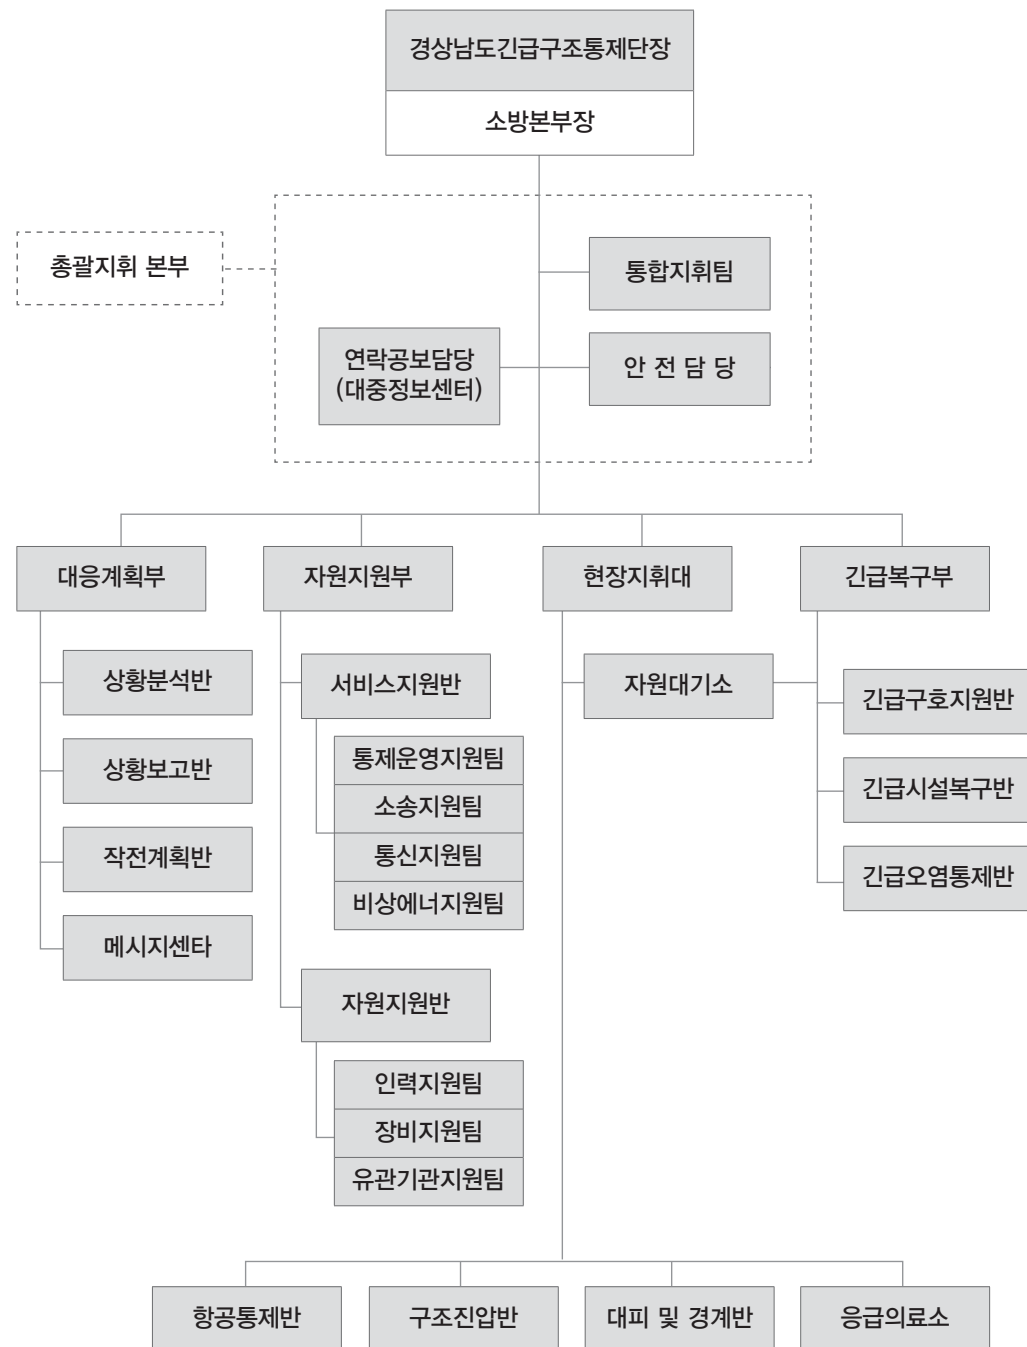 경상남도긴급구조통제단장
소방본부장
총괄지휘 본부
통합지휘팀
연락공보담당
(대중정보센터)
안 전 담 당
대응계획부
자원지원부
현장지휘대
긴급복구부
상황분석반
상황보고반
작전계획반
메시지센타
서비스지원반
통제운영지원팀
소송지원팀
통신지원팀
비상에너지원팀
자원지원반
인력지원팀
장비지원팀
유관기관지원팀
자원대기소
긴급구호지원반
긴급시설복구반
긴급오염통제반
항공통제반
구조진압반
대피 및 경계반
응급의료소